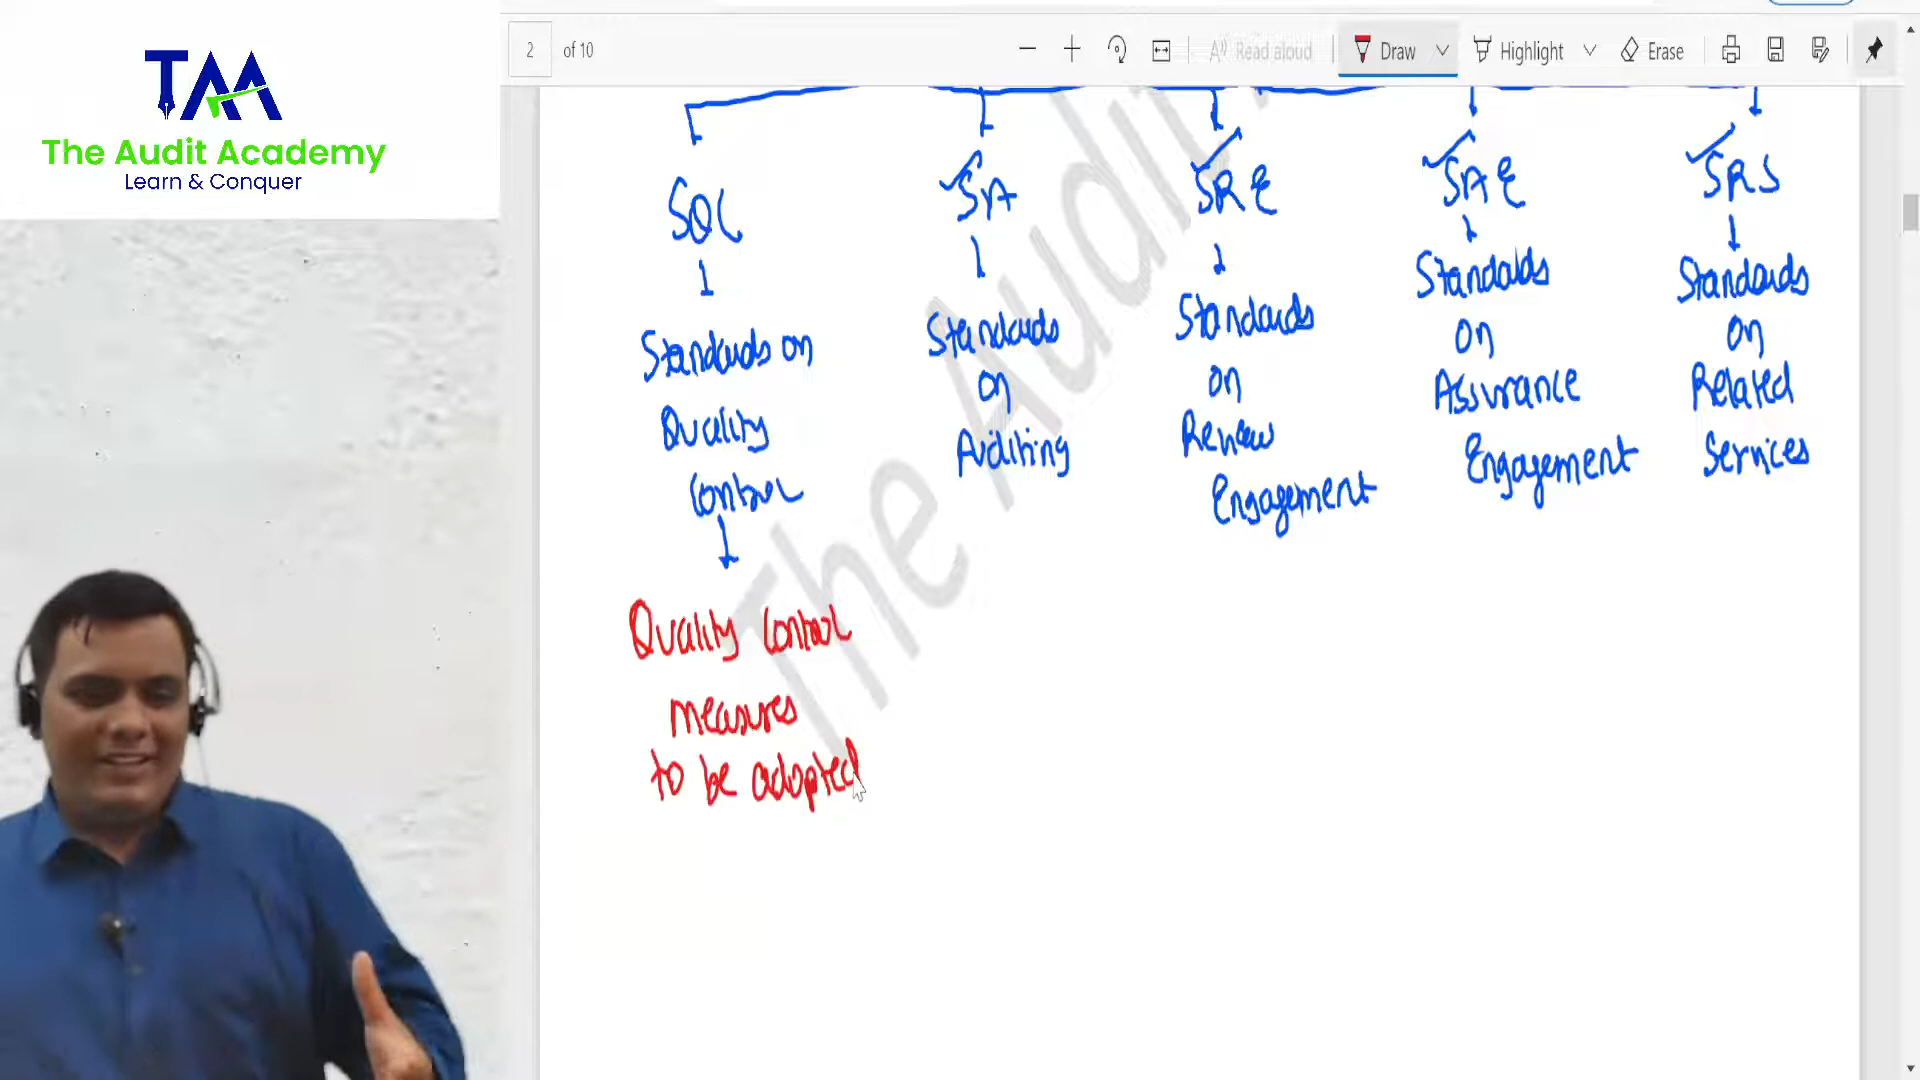 TAA
The Audit Academy
Learn & Conquer
2 of 10
Read aloud
Draw
Highlight
Erase
SQC
SA
SRE
SAE
SRS
Standards on
Quality
Control
Standards
on
Auditing
Standards
on
Review
Engagement
Standards
on
Assurance
Engagement
Standards
on
Related
Services
Quality Control
measures
to be adopted
The Audit